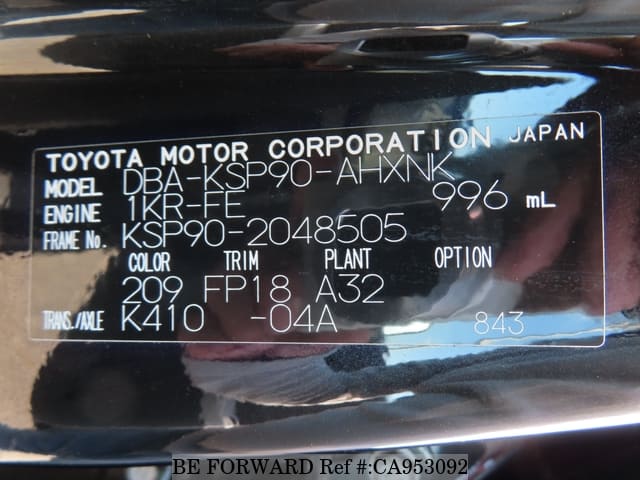 TOYOTA MOTOR CORPORATION JAPAN
MODEL DBA-KSP90-AHXNK
ENGINE 1KR-FE 996 mL
FRAME No. KSP90-2048505
COLOR TRIM PLANT OPTION
209 FP18 A32
TRANS./AXLE K410 -04A 843
BE FORWARD Ref #:CA953092